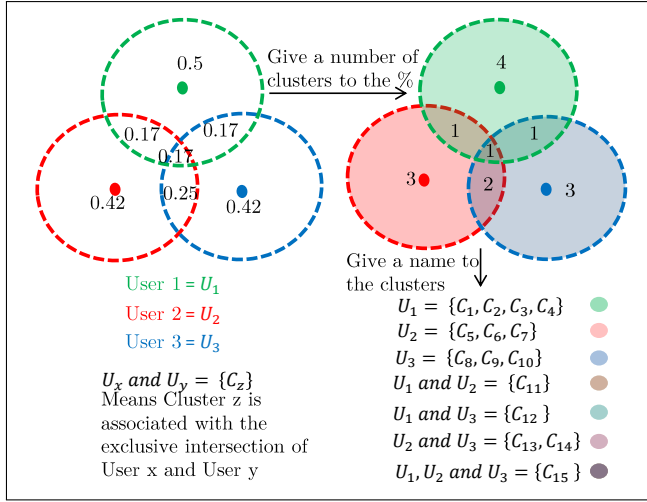 0.5
0.17
0.17
0.17
0.25
0.42
0.42
Give a number of
clusters to the %
4
1
1
1
2
3
3
User 1 = U₁
User 2 = U₂
User 3 = U₃
Uₓ and Uᵧ = {C_z}
Means Cluster z is
associated with the
exclusive intersection of
User x and User y
Give a name to
the clusters
U₁ = {C₁, C₂, C₃, C₄}
U₂ = {C₅, C₆, C₇}
U₃ = {C₈, C₉, C₁₀}
U₁ and U₂ = {C₁₁}
U₁ and U₃ = {C₁₂ }
U₂ and U₃ = {C₁₃, C₁₄}
U₁, U₂ and U₃ = {C₁₅ }